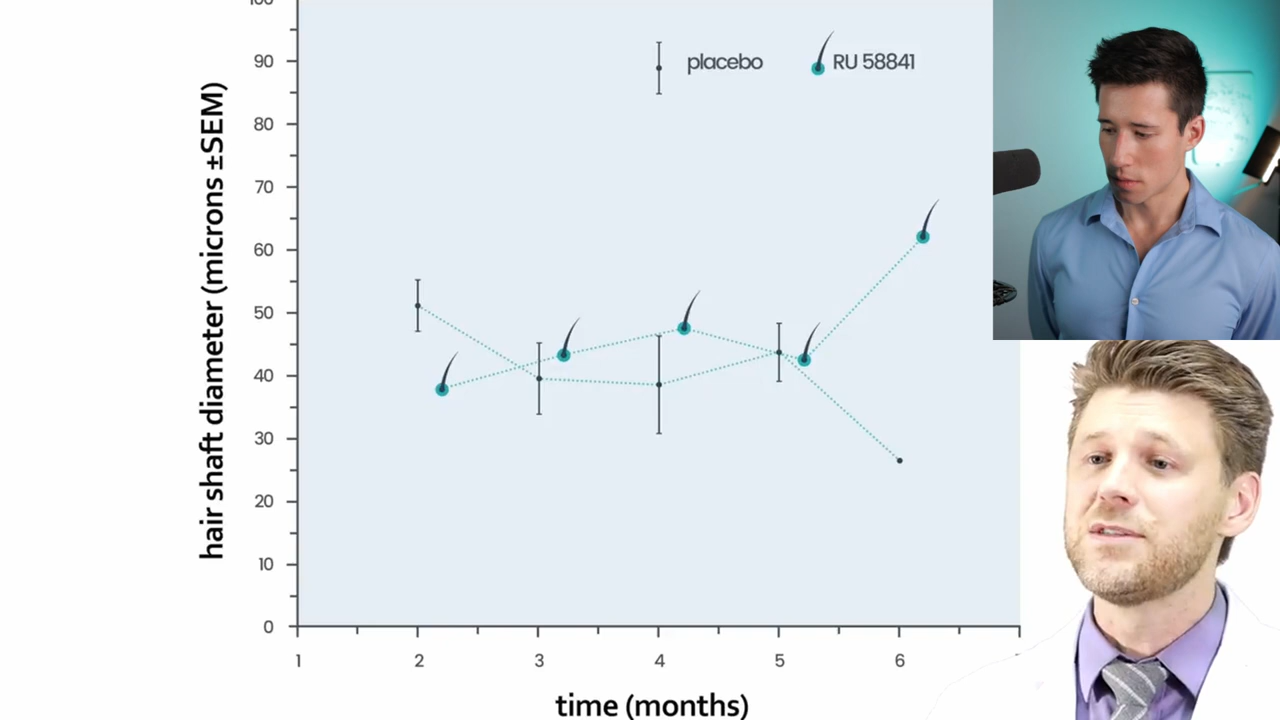 100
90
80
70
60
50
40
30
20
10
0
hair shaft diameter (microns ±SEM)
placebo
RU 58841
1 2 3 4 5 6
time (months)